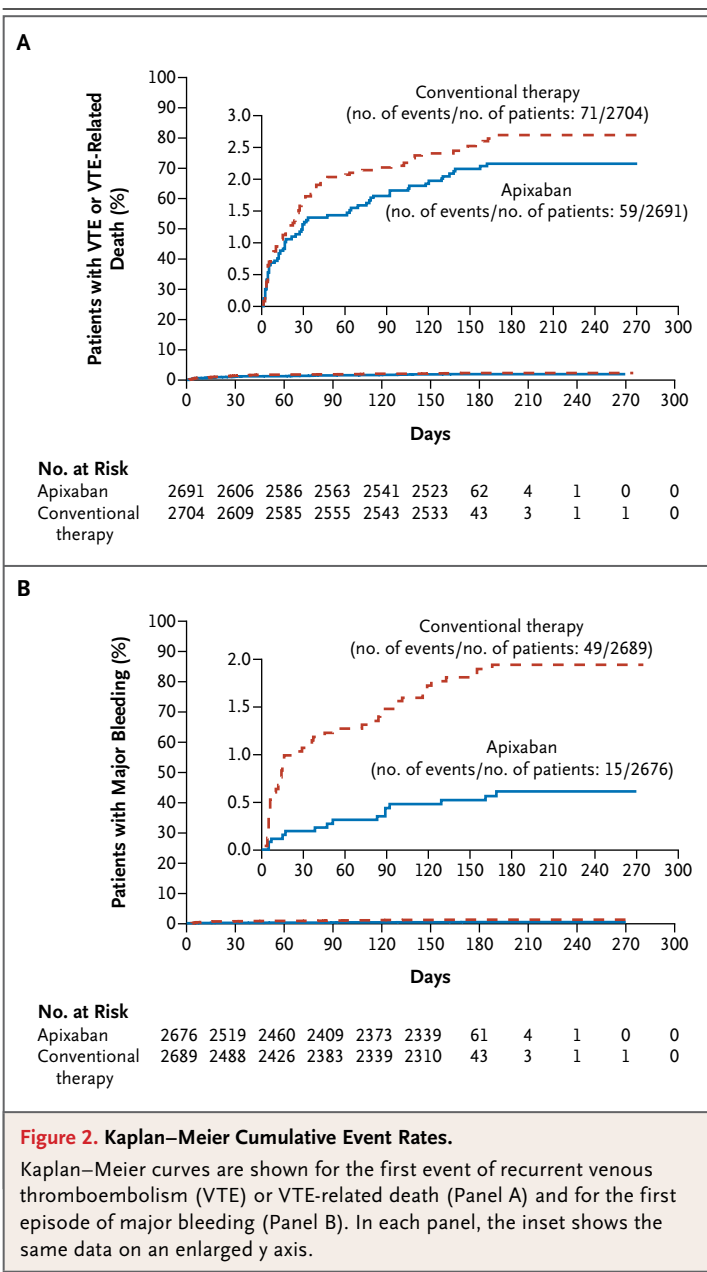 A
Patients with VTE or VTE-Related
Death (%)
100
90
80
70
60
50
40
30
20
10
0
3.0
2.5
2.0
1.5
1.0
0.5
0.0
Conventional therapy
(no. of events/no. of patients: 71/2704)
Apixaban
(no. of events/no. of patients: 59/2691)
0 30 60 90 120 150 180 210 240 270 300
0 30 60 90 120 150 180 210 240 270 300
Days
No. at Risk
Apixaban 2691 2606 2586 2563 2541 2523 62 4 1 0 0
Conventional 2704 2609 2585 2555 2543 2533 43 3 1 1 0
therapy
B
Patients with Major Bleeding (%)
100
90
80
70
60
50
40
30
20
10
0
2.0
1.5
1.0
0.5
0.0
Conventional therapy
(no. of events/no. of patients: 49/2689)
Apixaban
(no. of events/no. of patients: 15/2676)
0 30 60 90 120 150 180 210 240 270 300
0 30 60 90 120 150 180 210 240 270 300
Days
No. at Risk
Apixaban 2676 2519 2460 2409 2373 2339 61 4 1 0 0
Conventional 2689 2488 2426 2383 2339 2310 43 3 1 1 0
therapy
Figure 2. Kaplan–Meier Cumulative Event Rates.
Kaplan–Meier curves are shown for the first event of recurrent venous
thromboembolism (VTE) or VTE-related death (Panel A) and for the first
episode of major bleeding (Panel B). In each panel, the inset shows the
same data on an enlarged y axis.